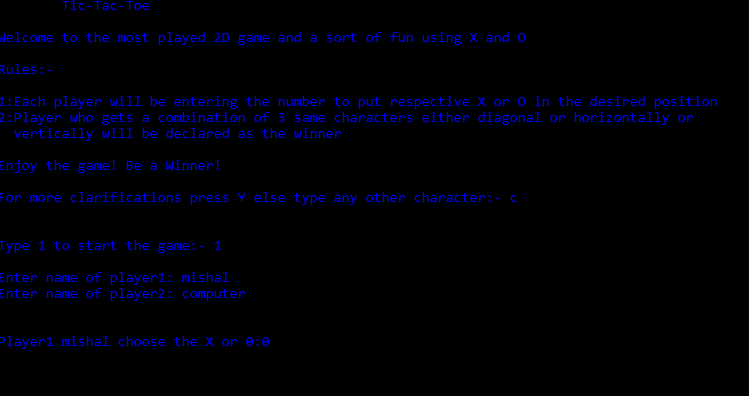 Tic-Tac-Toe
Welcome to the most played 2D game and a sort of fun using X and O
Rules:-
1:Each player will be entering the number to put respective X or O in the desired position
2:Player who gets a combination of 3 same characters either diagonal or horizontally or
vertically will be declared as the winner
Enjoy the game! Be a Winner!
For more clarifications press Y else type any other character:- c
Type 1 to start the game:- 1
Enter name of player1: mishal
Enter name of player2: computer
Player1 mishal choose the X or 0:0